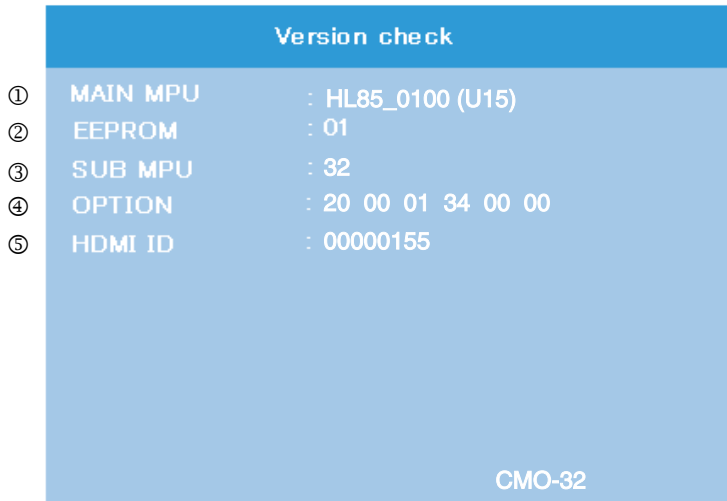 Version check
① MAIN MPU : HL85_0100 (U15)
② EEPROM : 01
③ SUB MPU : 32
④ OPTION : 20 00 01 34 00 00
⑤ HDMI ID : 00000155
CMO-32